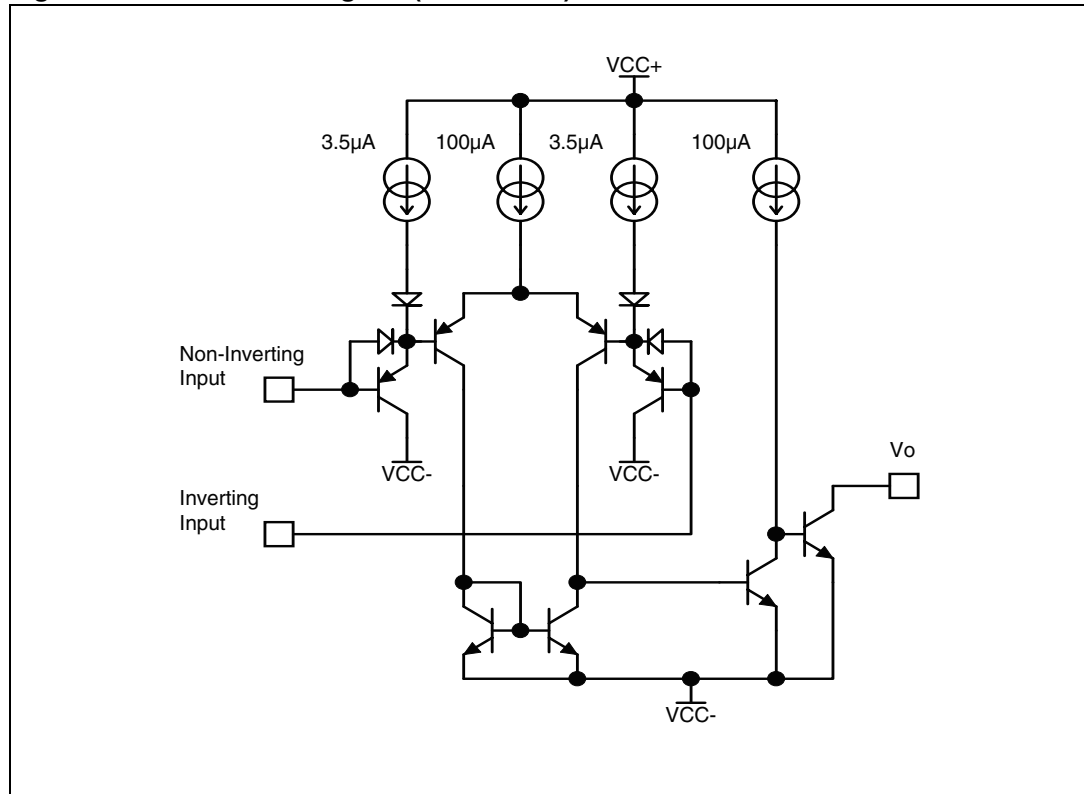 VCC+
3.5µA 100µA 3.5µA 100µA
Non-Inverting
Input
VCC- VCC-
Vo
Inverting
Input
VCC-